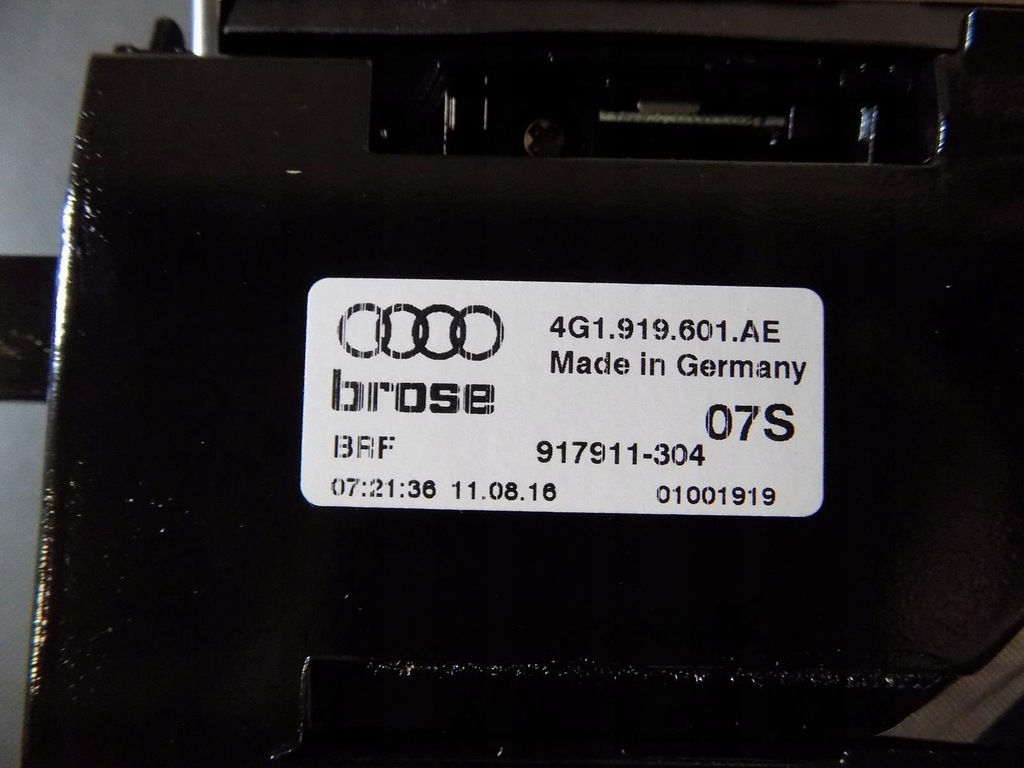 4G1.919.601.AE
Made in Germany
brose
07S
BRF
917911-304
07:21:36 11.08.16
01001919